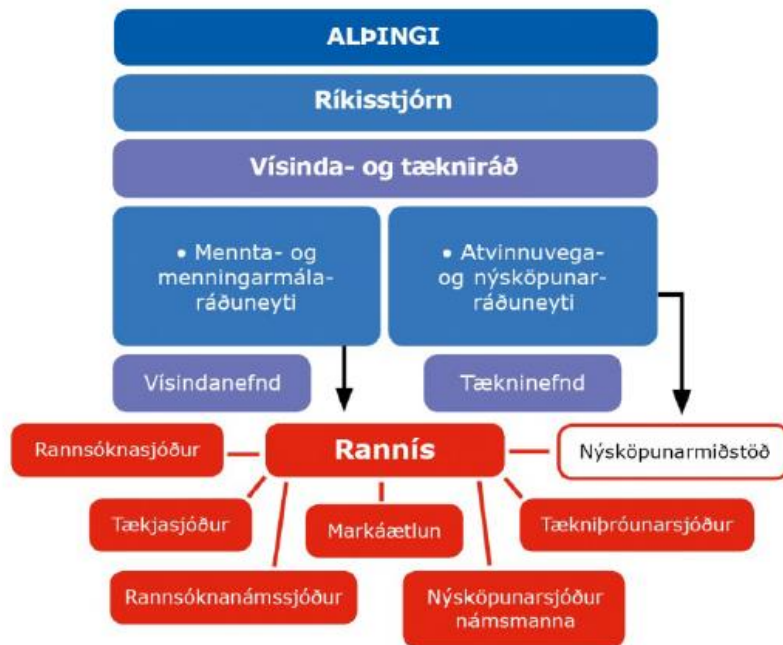 ALÞINGI
Ríkisstjórn
Vísinda- og tækniráð
• Mennta- og
menningarmála-
ráðuneyti
• Atvinnuvega-
og nýsköpunar-
ráðuneyti
Vísindanefnd
Tækninefnd
Rannsóknasjóður
Rannís
Nýsköpunarmiðstöð
Tækjasjóður
Markáætlun
Tækniþróunarsjóður
Rannsóknanámssjóður
Nýsköpunarsjóður
námsmanna